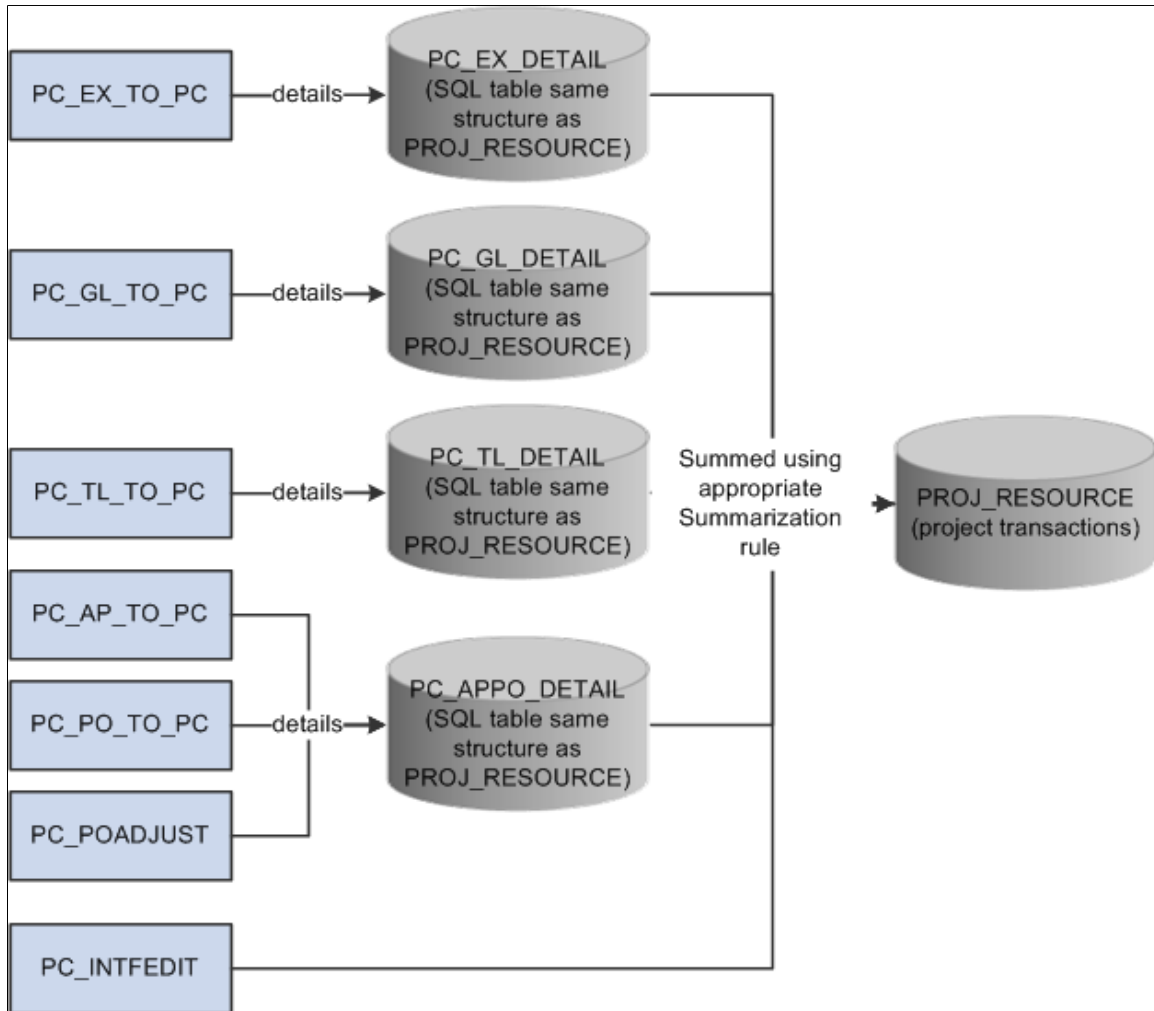 PC_EX_TO_PC
details
PC_EX_DETAIL
(SQL table same
structure as
PROJ_RESOURCE)
PC_GL_TO_PC
details
PC_GL_DETAIL
(SQL table same
structure as
PROJ_RESOURCE)
PC_TL_TO_PC
details
PC_TL_DETAIL
(SQL table same
structure as
PROJ_RESOURCE)
PC_AP_TO_PC
PC_PO_TO_PC
PC_POADJUST
details
PC_APPO_DETAIL
(SQL table same
structure as
PROJ_RESOURCE)
PC_INTFEDIT
Summed using
appropriate
Summarization
rule
PROJ_RESOURCE
(project transactions)